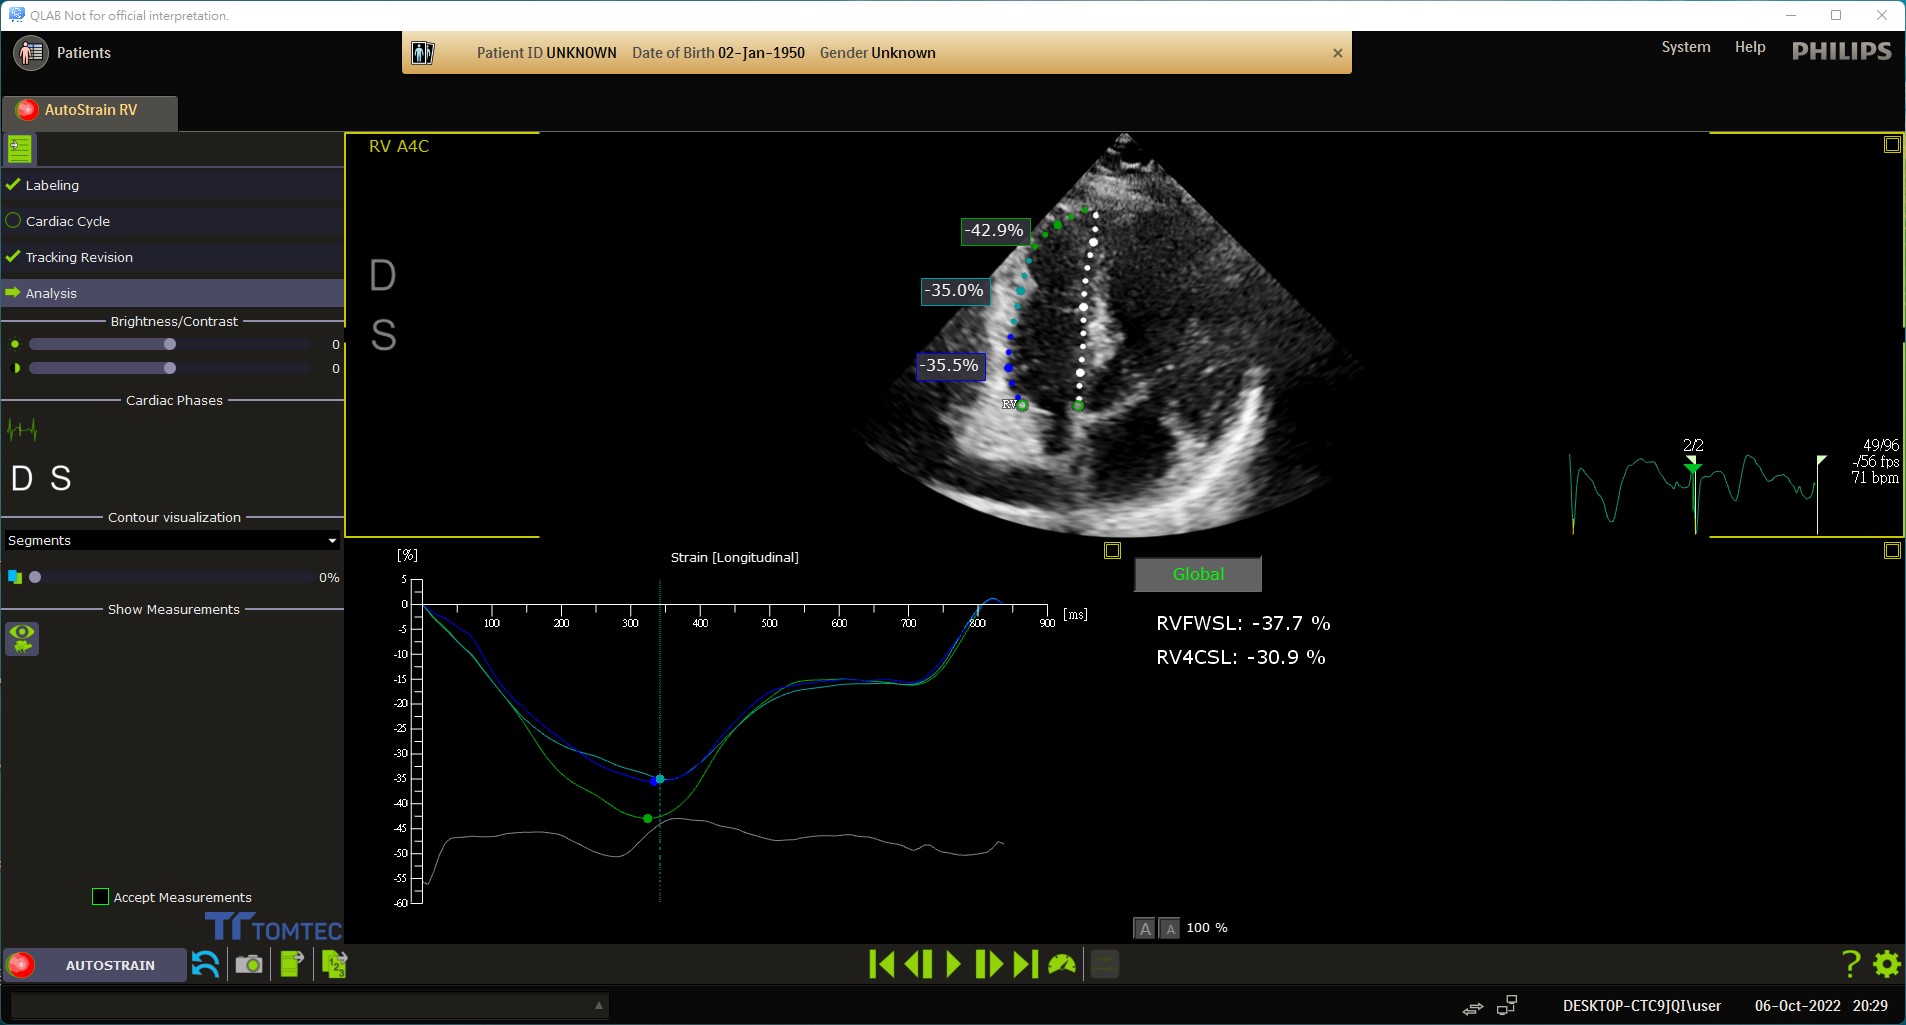 QLAB Not for official interpretation.
Patients
Patient ID UNKNOWN Date of Birth 02-Jan-1950 Gender Unknown
System Help PHILIPS
AutoStrain RV
Labeling
Cardiac Cycle
Tracking Revision
Analysis
Brightness/Contrast
0
0
Cardiac Phases
D S
Contour visualization
Segments
0%
Show Measurements
Accept Measurements
TOMTEC
RV A4C
D
S
-42.9%
-35.0%
-35.5%
RV
2/2
49/96
-/56 fps
71 bpm
[%]
Strain [Longitudinal]
5
0
-5
-10
-15
-20
-25
-30
-35
-40
-45
-50
-55
-60
100 200 300 400 500 600 700 800 900 [ms]
Global
RVFWSL: -37.7 %
RV4CSL: -30.9 %
A A 100 %
AUTOSTRAIN
1 2 3
?
DESKTOP-CTC9JQI\user 06-Oct-2022 20:29